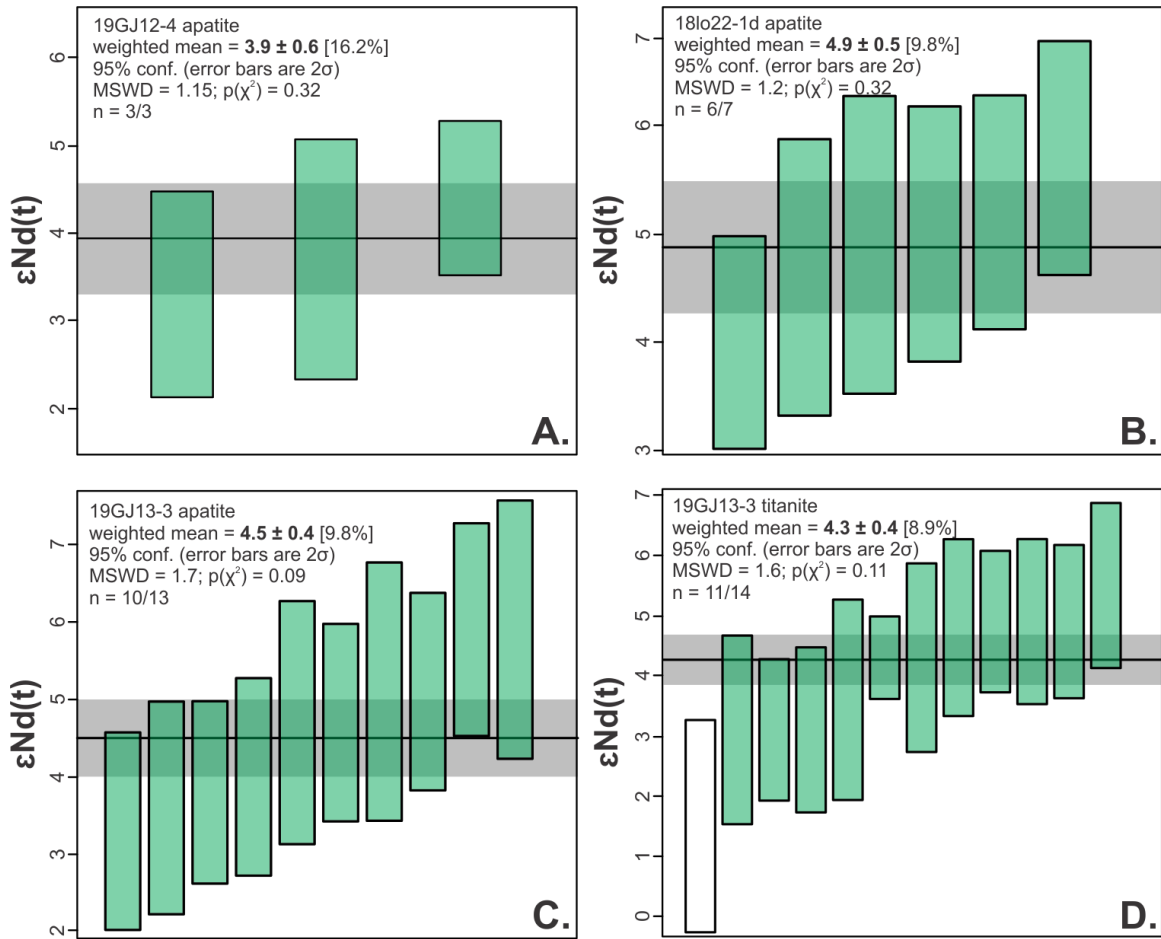 19GJ12-4 apatite
weighted mean = 3.9 ± 0.6 [16.2%]
95% conf. (error bars are 2σ)
MSWD = 1.15; p(χ²) = 0.32
n = 3/3
6
5
4
3
2
εNd(t)
A.
18lo22-1d apatite
weighted mean = 4.9 ± 0.5 [9.8%]
95% conf. (error bars are 2σ)
MSWD = 1.2; p(χ²) = 0.32
n = 6/7
7
6
5
4
3
εNd(t)
B.
19GJ13-3 apatite
weighted mean = 4.5 ± 0.4 [9.8%]
95% conf. (error bars are 2σ)
MSWD = 1.7; p(χ²) = 0.09
n = 10/13
7
6
5
4
3
2
εNd(t)
C.
19GJ13-3 titanite
weighted mean = 4.3 ± 0.4 [8.9%]
95% conf. (error bars are 2σ)
MSWD = 1.6; p(χ²) = 0.11
n = 11/14
7
6
5
4
3
2
1
0
εNd(t)
D.